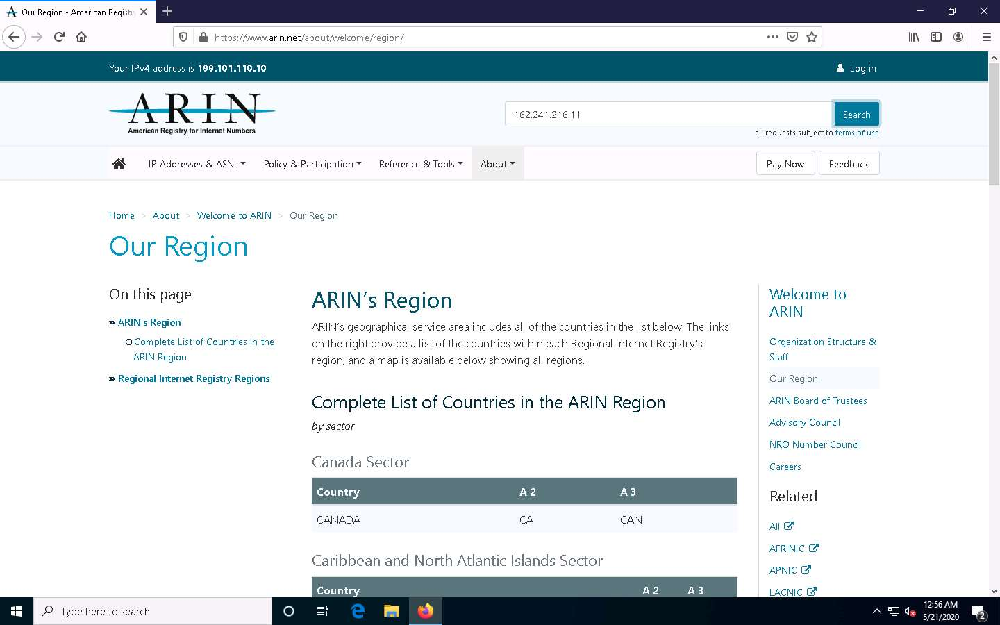 Our Region - American Registry
https://www.arin.net/about/welcome/region/
Your IPv4 address is 199.101.110.10
Log in
ARIN
American Registry for Internet Numbers
162.241.216.11
Search
all requests subject to terms of use
IP Addresses & ASNs
Policy & Participation
Reference & Tools
About
Pay Now
Feedback
Home > About > Welcome to ARIN > Our Region
Our Region
On this page
ARIN's Region
Complete List of Countries in the
ARIN Region
Regional Internet Registry Regions
ARIN's Region
ARIN's geographical service area includes all of the countries in the list below. The links
on the right provide a list of the countries within each Regional Internet Registry's
region, and a map is available below showing all regions.
Complete List of Countries in the ARIN Region
by sector
Canada Sector
Country A 2 A 3
CANADA CA CAN
Caribbean and North Atlantic Islands Sector
Country A 2 A 3
Welcome to
ARIN
Organization Structure &
Staff
Our Region
ARIN Board of Trustees
Advisory Council
NRO Number Council
Careers
Related
All
AFRINIC
APNIC
LACNIC
Type here to search
12:56 AM
5/21/2020
2